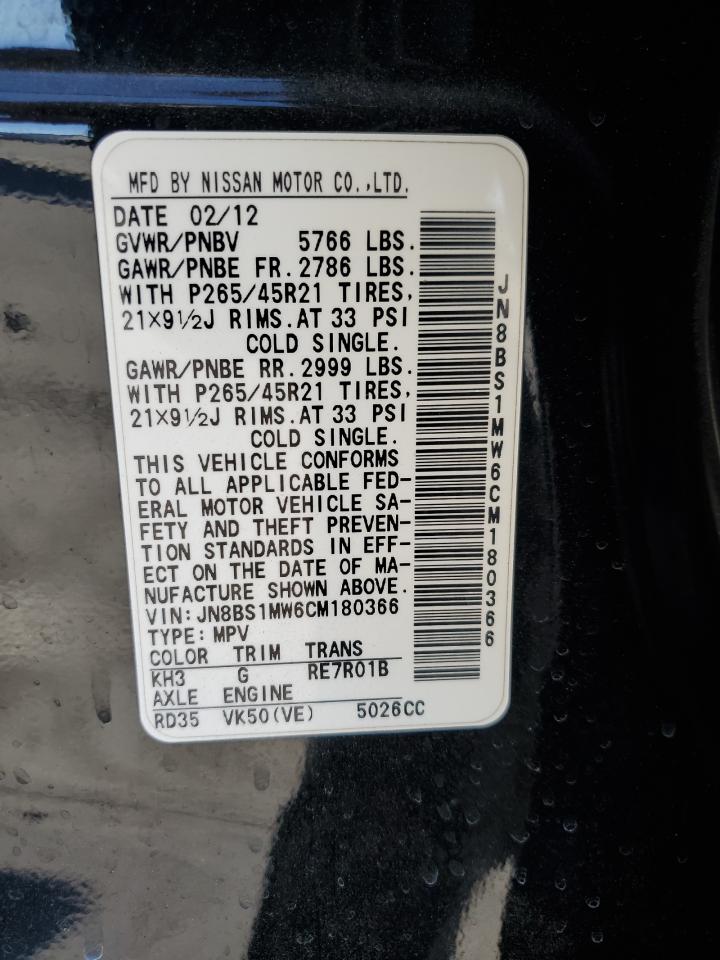 MFD BY NISSAN MOTOR CO.,LTD.
DATE 02/12
GVWR/PNBV 5766 LBS.
GAWR/PNBE FR. 2786 LBS.
WITH P265/45R21 TIRES,
21×9½J RIMS. AT 33 PSI
COLD SINGLE.
GAWR/PNBE RR. 2999 LBS.
WITH P265/45R21 TIRES,
21×9½J RIMS. AT 33 PSI
COLD SINGLE.
THIS VEHICLE CONFORMS
TO ALL APPLICABLE FED-
ERAL MOTOR VEHICLE SA-
FETY AND THEFT PREVEN-
TION STANDARDS IN EFF-
ECT ON THE DATE OF MA-
NUFACTURE SHOWN ABOVE.
VIN: JN8BS1MW6CM180366
TYPE: MPV
COLOR TRIM TRANS
KH3 G RE7R01B
AXLE ENGINE
RD35 VK50(VE) 5026CC
JN8BS1MW6CM180366